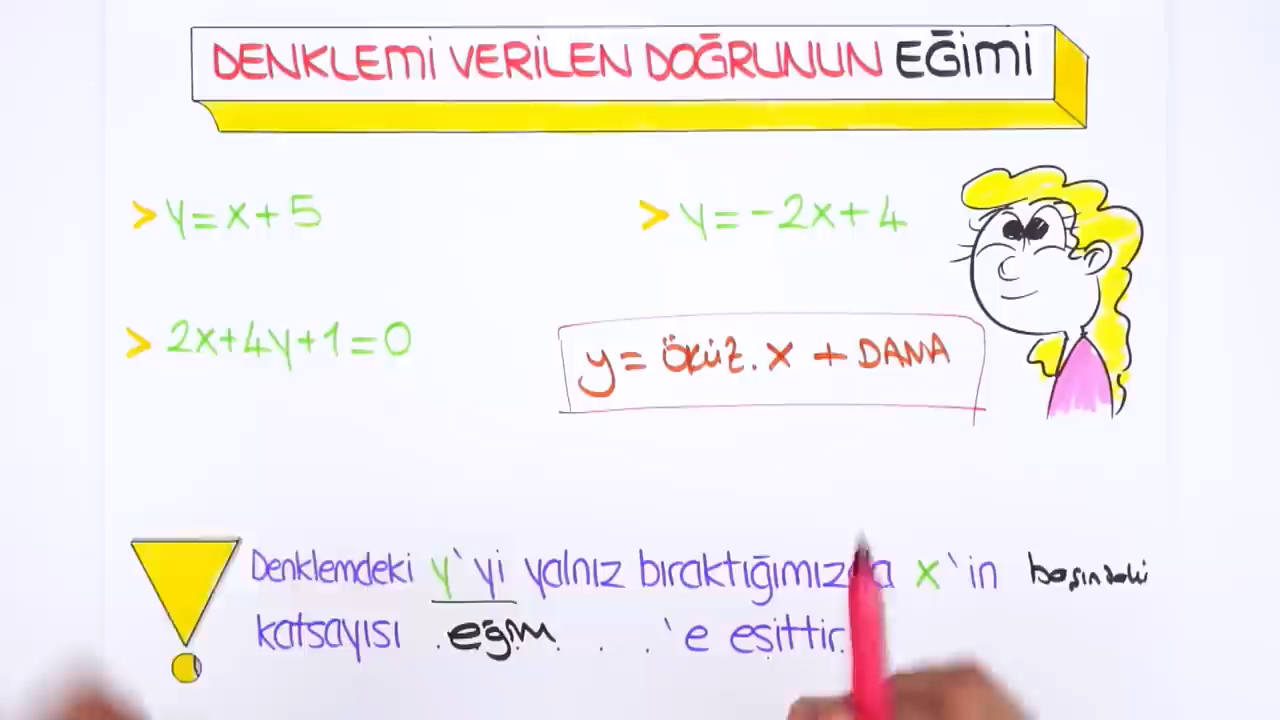 DENKLEMİ VERİLEN DOĞRUNUN EĞİMİ
> y=x+5
> y=-2x+4
> 2x+4y+1=0
y= ÖKÜZ.x + DANA
Denklemdeki y'yi yalnız bıraktığımızda x'in başındaki
katsayısı .eğim. . . 'e eşittir.